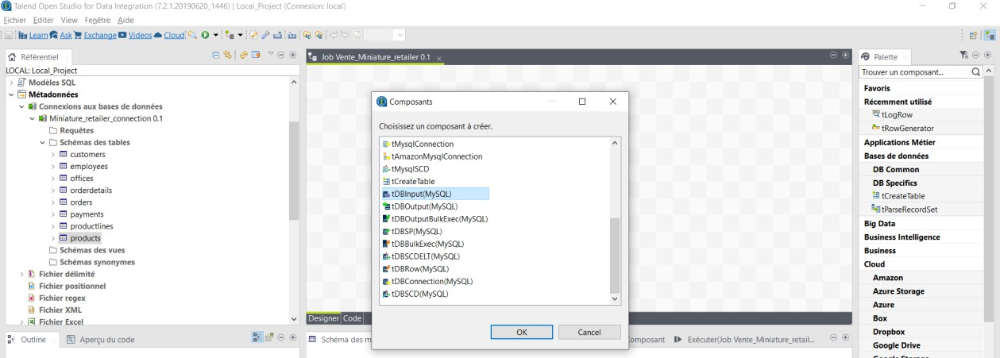 Talend Open Studio for Data Integration (7.2.1.20190620_1446) | Local_Project (Connexion: local)
Fichier Editer View Fenêtre Aide
Learn Ask Exchange Videos Cloud
Référentiel
LOCAL: Local_Project
Modèles SQL
Métadonnées
Connexions aux bases de données
Miniature_retailer_connection 0.1
Requêtes
Schémas des tables
customers
employees
offices
orderdetails
orders
payments
productlines
products
Schémas des vues
Schémas synonymes
Fichier délimité
Fichier positionnel
Fichier regex
Fichier XML
Fichier Excel
Outline
Aperçu du code
Job Vente_Miniature_retailer 0.1
Composants
Choisissez un composant à créer.
tMysqlConnection
tAmazonMysqlConnection
tMysqlSCD
tCreateTable
tDBInput(MySQL)
tDBOutput(MySQL)
tDBOutputBulkExec(MySQL)
tDBSP(MySQL)
tDBBulkExec(MySQL)
tDBSCDELT(MySQL)
tDBRow(MySQL)
tDBConnection(MySQL)
tDBSCD(MySQL)
OK
Cancel
Designer Code
Schéma des m
omposant
Exécuter(Job Vente_Miniature_retail...
Palette
Trouver un composant...
Favoris
Récemment utilisé
tLogRow
tRowGenerator
Applications Métier
Bases de données
DB Common
DB Specifics
tCreateTable
tParseRecordSet
Big Data
Business Intelligence
Business
Cloud
Amazon
Azure Storage
Azure
Box
Dropbox
Google Drive
Google Storage